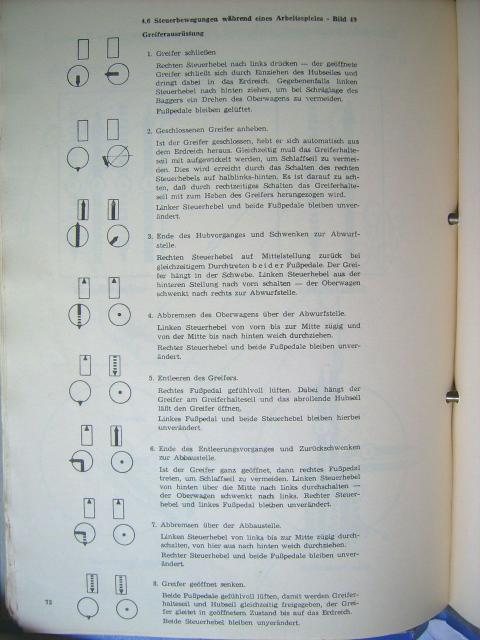 4.6 Steuerbewegungen während eines Arbeitsspieles - Bild 49
Greiferausrüstung
1. Greifer schließen
Rechten Steuerhebel nach links drücken — der geöffnete
Greifer schließt sich durch Einziehen des Hubseiles und
dringt dabei in das Erdreich. Gegebenenfalls linken
Steuerhebel nach hinten ziehen, um bei Schräglage des
Baggers ein Drehen des Oberwagens zu vermeiden.
Fußpedale bleiben gelüftet.
2. Geschlossenen Greifer anheben.
Ist der Greifer geschlossen, hebt er sich automatisch aus
dem Erdreich heraus. Gleichzeitig muß das Greiferhalte-
seil mit aufgewickelt werden, um Schlaffseil zu vermei-
den. Dies wird erreicht durch das Schalten des rechten
Steuerhebels auf halblinks-hinten. Es ist darauf zu ach-
ten, daß durch rechtzeitiges Schalten das Greiferhalte-
seil mit zum Heben des Greifers herangezogen wird.
Linker Steuerhebel und beide Fußpedale bleiben unver-
ändert.
3. Ende des Hubvorganges und Schwenken zur Abwurf-
stelle.
Rechten Steuerhebel auf Mittelstellung zurück bei
gleichzeitigem Durchtreten beider Fußpedale. Der Grei-
fer hängt in der Schwebe. Linken Steuerhebel aus der
hinteren Stellung nach vorn schalten — der Oberwagen
schwenkt nach rechts zur Abwurfstelle.
4. Abbremsen des Oberwagens über der Abwurfstelle.
Linken Steuerhebel von vorn bis zur Mitte zügig und
von der Mitte bis nach hinten weich durchziehen.
Rechter Steuerhebel und beide Fußpedale bleiben unver-
ändert.
5. Entleeren des Greifers.
Rechtes Fußpedal gefühlvoll lüften. Dabei hängt der
Greifer am Greiferhalteseil und das abrollende Hubseil
läßt den Greifer öffnen.
Linkes Fußpedal und beide Steuerhebel bleiben hierbei
unverändert.
6. Ende des Entleerungsvorganges und Zurückschwenken
zur Abbaustelle.
Ist der Greifer ganz geöffnet, dann rechtes Fußpedal
treten, um Schlaffseil zu vermeiden. Linken Steuerhebel
von hinten über die Mitte nach links durchschalten —
der Oberwagen schwenkt nach links. Rechter Steuer-
hebel und linkes Fußpedal bleiben unverändert.
7. Abbremsen über der Abbaustelle.
Linken Steuerhebel von links bis zur Mitte zügig durch-
schalten, von hier aus nach hinten weich durchziehen.
Rechter Steuerhebel und beide Fußpedale bleiben unver-
ändert.
8. Greifer geöffnet senken.
Beide Fußpedale gefühlvoll lüften, damit werden Greifer-
halteseil und Hubseil gleichzeitig freigegeben, der Grei-
fer gleitet in geöffnetem Zustand bis auf das Erdreich.
Beide Steuerhebel bleiben unverändert.
72